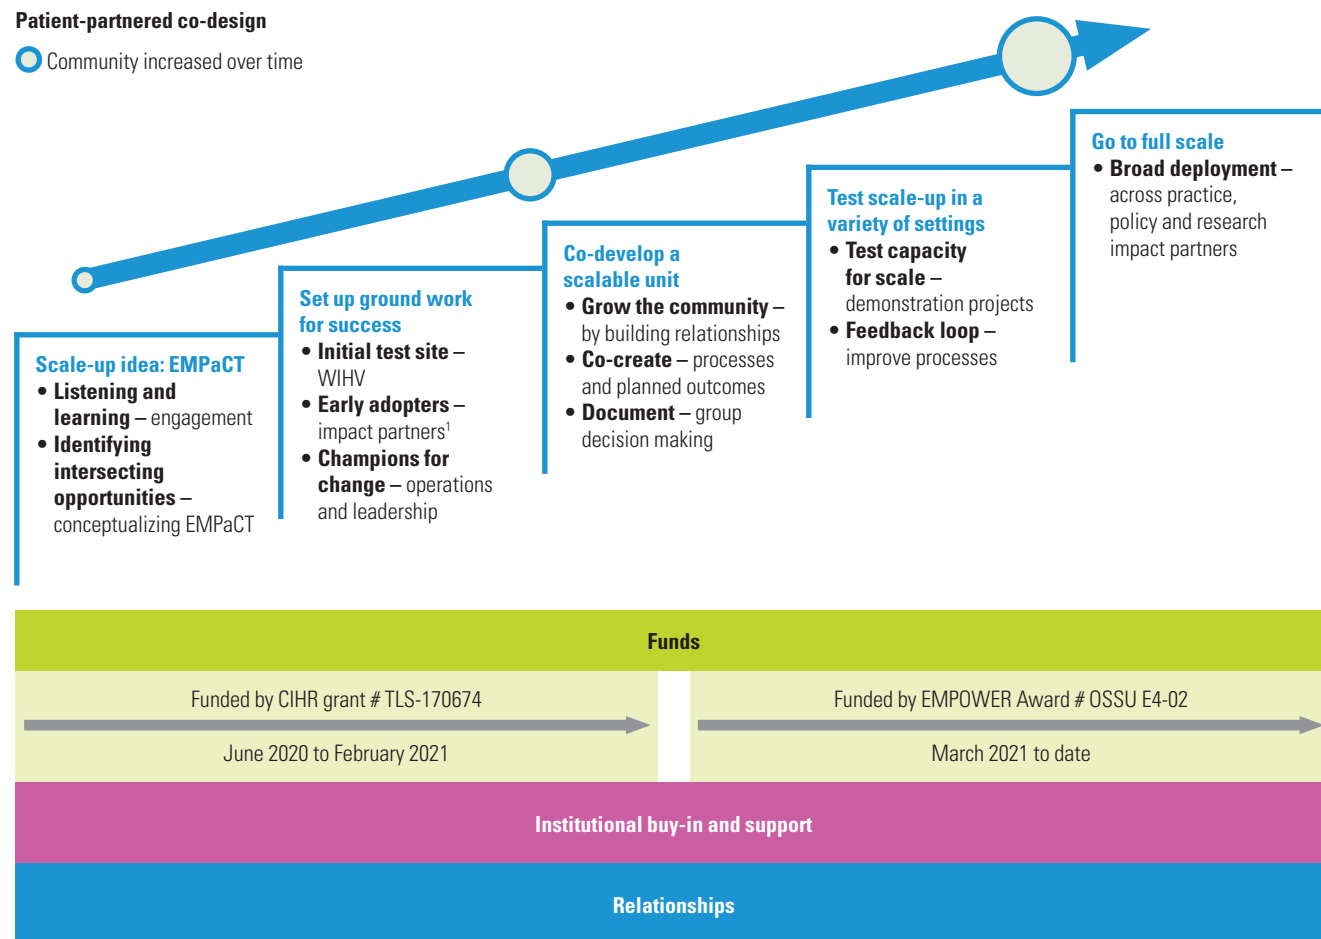 Patient-partnered co-design
Community increased over time
Scale-up idea: EMPaCT
• Listening and
learning – engagement
• Identifying
intersecting
opportunities –
conceptualizing EMPaCT
Set up ground work
for success
• Initial test site –
WIHV
• Early adopters –
impact partners¹
• Champions for
change – operations
and leadership
Co-develop a
scalable unit
• Grow the community –
by building relationships
• Co-create – processes
and planned outcomes
• Document – group
decision making
Test scale-up in a
variety of settings
• Test capacity
for scale –
demonstration projects
• Feedback loop –
improve processes
Go to full scale
• Broad deployment –
across practice,
policy and research
impact partners
Funds
Funded by CIHR grant # TLS-170674
June 2020 to February 2021
Funded by EMPOWER Award # OSSU E4-02
March 2021 to date
Institutional buy-in and support
Relationships